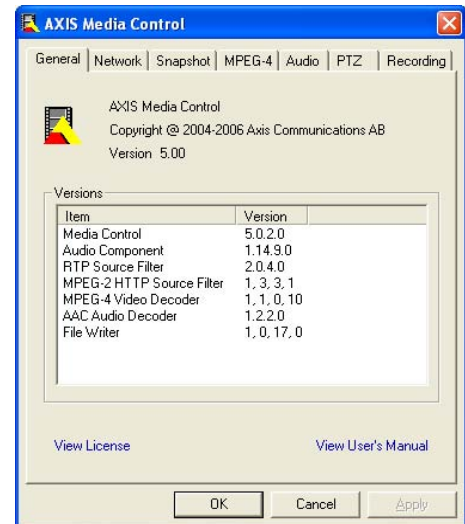 AXIS Media Control
General Network Snapshot MPEG-4 Audio PTZ Recording
AXIS Media Control
Copyright @ 2004-2006 Axis Communications AB
Version 5.00
Versions
Item Version
Media Control 5.0.2.0
Audio Component 1.14.9.0
RTP Source Filter 2.0.4.0
MPEG-2 HTTP Source Filter 1, 3, 3, 1
MPEG-4 Video Decoder 1, 1, 0, 10
AAC Audio Decoder 1.2.2.0
File Writer 1, 0, 17, 0
View License View User's Manual
OK Cancel Apply